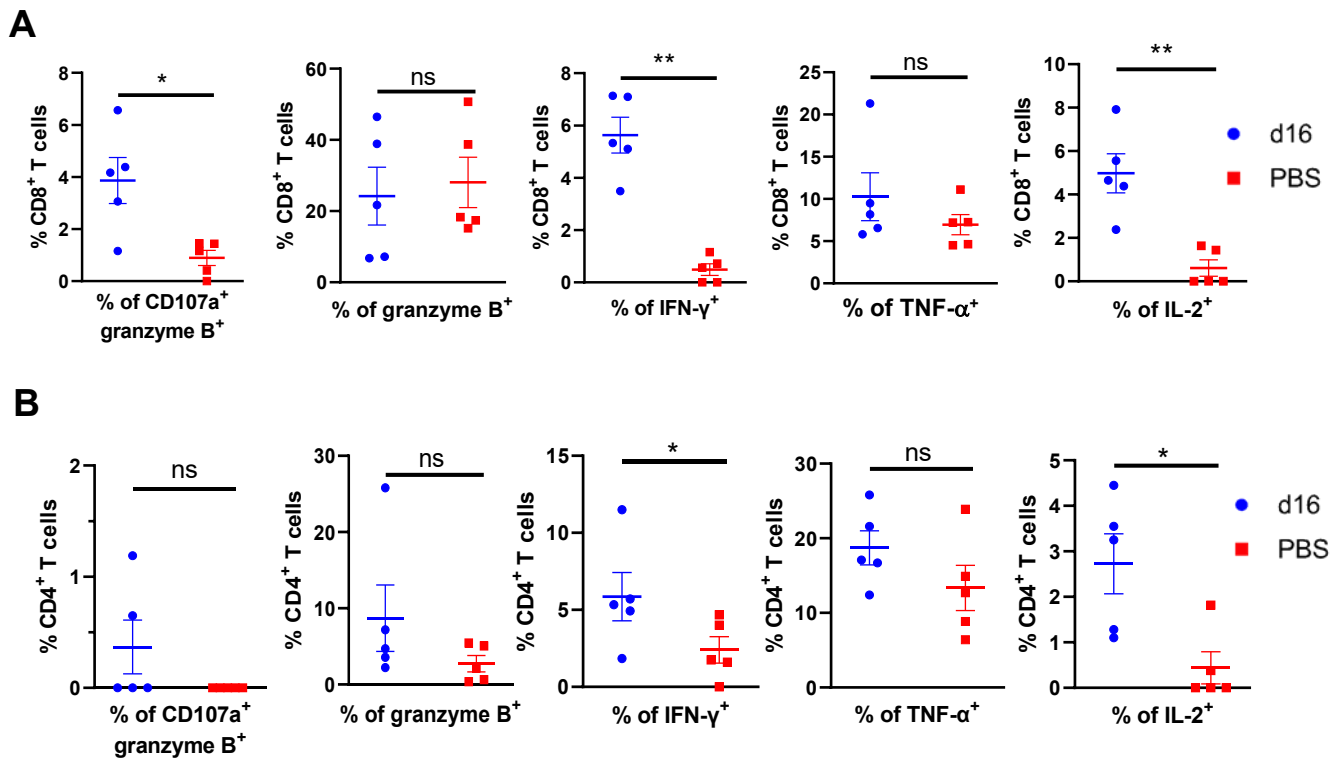 A
% CD8+ T cells
8
6
4
2
0
*
% of CD107a+
granzyme B+
% CD8+ T cells
60
40
20
0
ns
% of granzyme B+
% CD8+ T cells
8
6
4
2
0
**
% of IFN-γ+
% CD8+ T cells
25
20
15
10
5
0
ns
% of TNF-α+
% CD8+ T cells
10
8
6
4
2
0
**
% of IL-2+
d16
PBS
B
% CD4+ T cells
2
1
0
ns
% of CD107a+
granzyme B+
% CD4+ T cells
30
20
10
0
ns
% of granzyme B+
% CD4+ T cells
15
10
5
0
*
% of IFN-γ+
% CD4+ T cells
30
20
10
0
ns
% of TNF-α+
% CD4+ T cells
5
4
3
2
1
0
*
% of IL-2+
d16
PBS